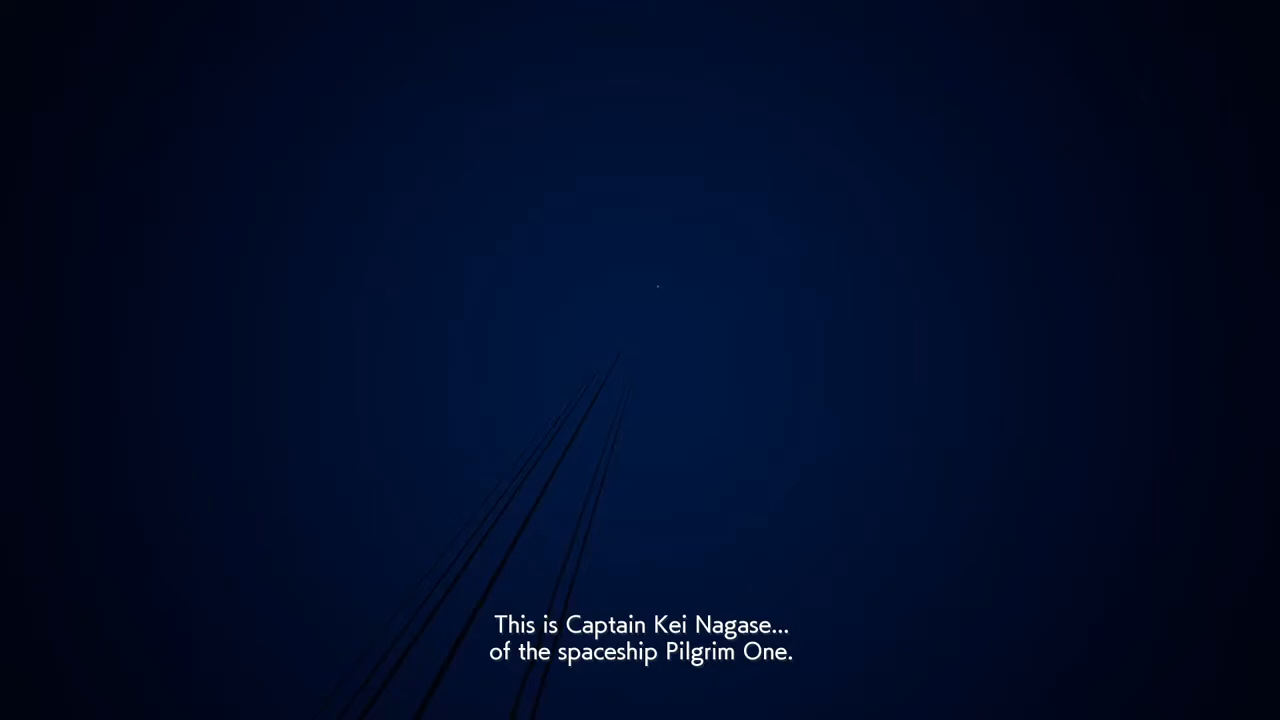 This is Captain Kei Nagase...
of the spaceship Pilgrim One.